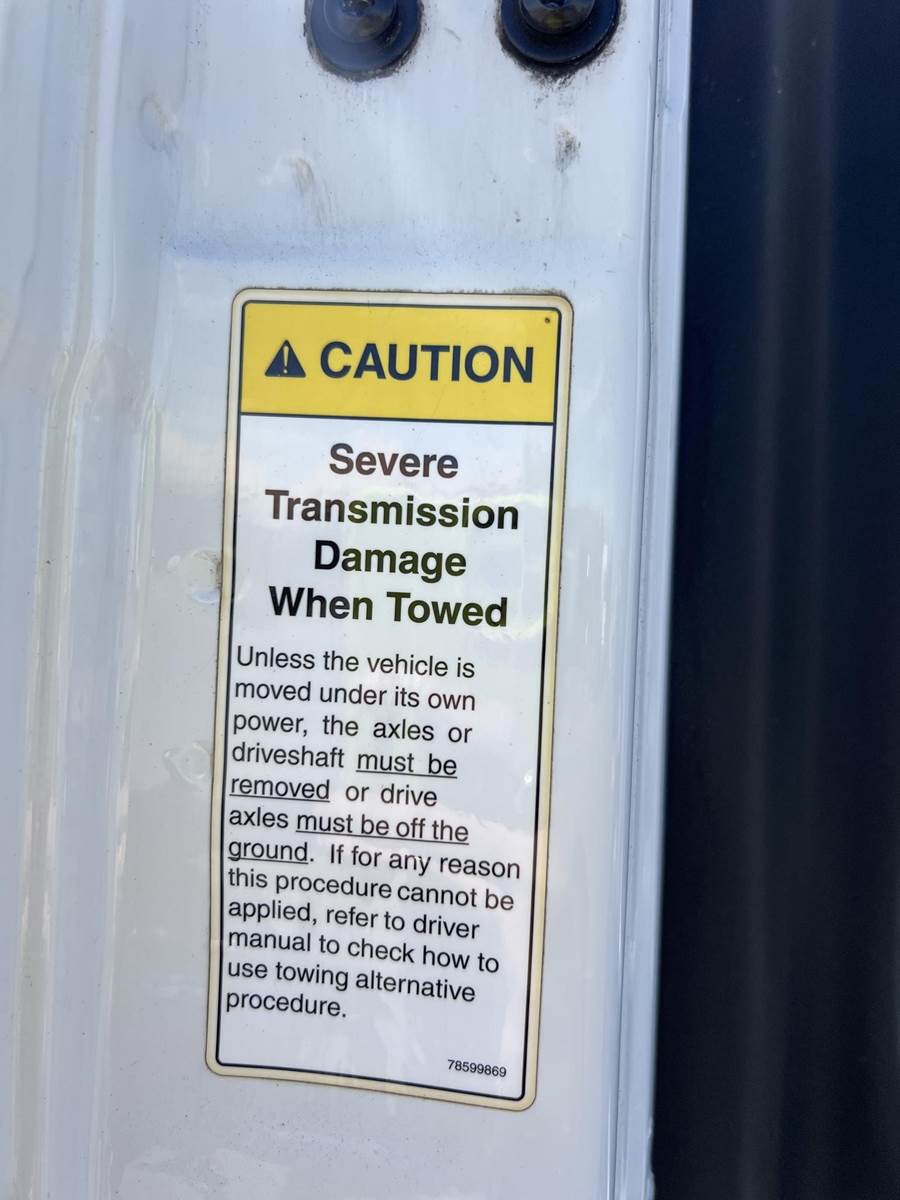 CAUTION
Severe
Transmission
Damage
When Towed
Unless the vehicle is
moved under its own
power, the axles or
driveshaft must be
removed or drive
axles must be off the
ground. If for any reason
this procedure cannot be
applied, refer to driver
manual to check how to
use towing alternative
procedure.
78599869